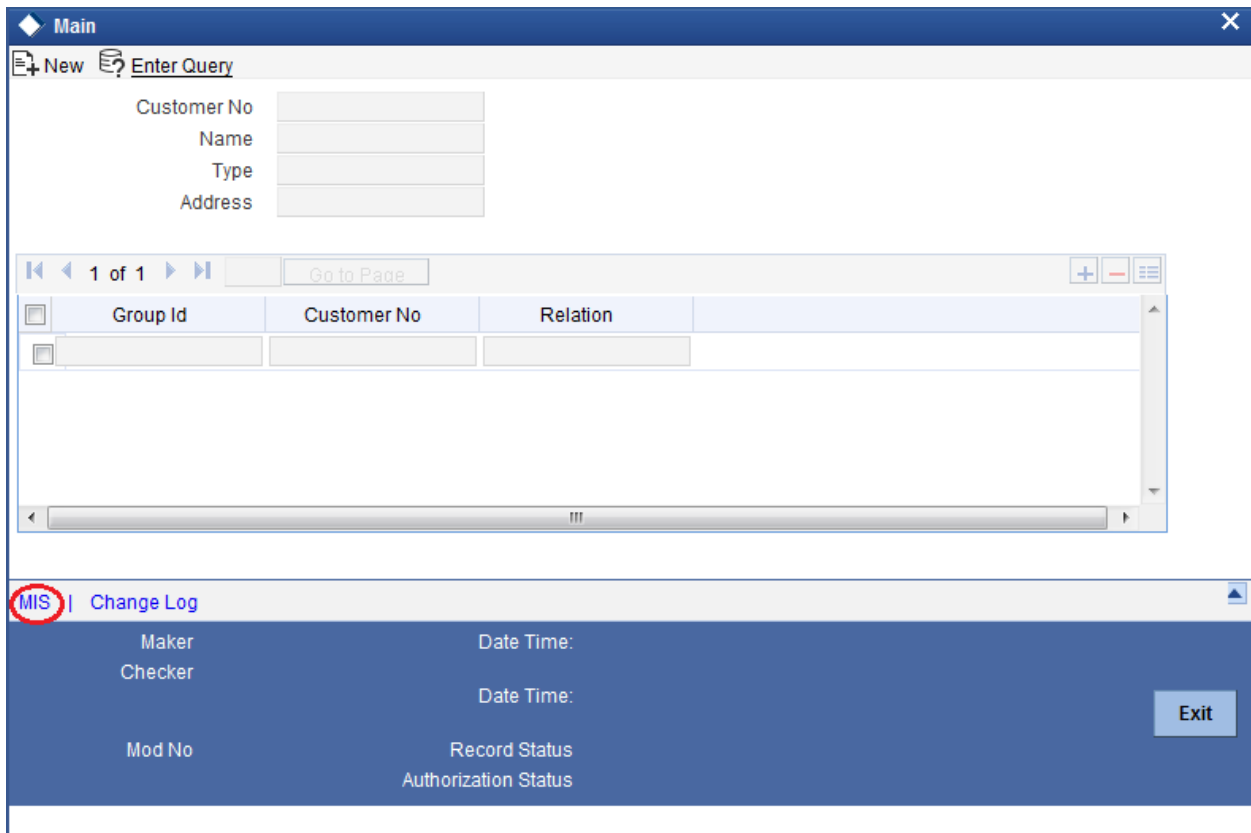 Main
New Enter Query
Customer No
Name
Type
Address
1 of 1 Go to Page
Group Id Customer No Relation
MIS | Change Log
Maker Date Time:
Checker
Date Time:
Exit
Mod No Record Status
Authorization Status